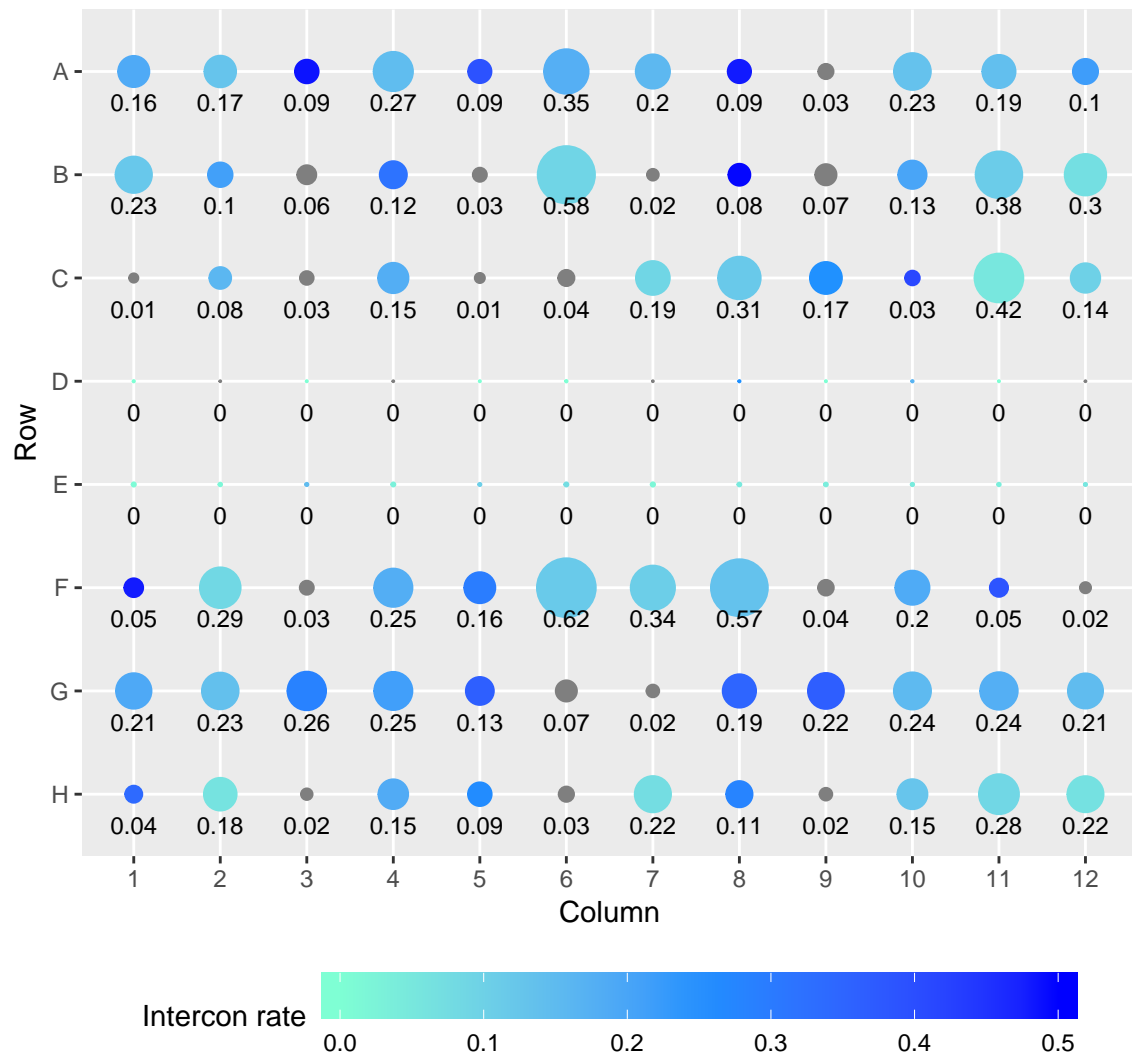 A
0.16 0.17 0.09 0.27 0.09 0.35 0.2 0.09 0.03 0.23 0.19 0.1
B
0.23 0.1 0.06 0.12 0.03 0.58 0.02 0.08 0.07 0.13 0.38 0.3
C
0.01 0.08 0.03 0.15 0.01 0.04 0.19 0.31 0.17 0.03 0.42 0.14
D
0 0 0 0 0 0 0 0 0 0 0 0
Row
E
0 0 0 0 0 0 0 0 0 0 0 0
F
0.05 0.29 0.03 0.25 0.16 0.62 0.34 0.57 0.04 0.2 0.05 0.02
G
0.21 0.23 0.26 0.25 0.13 0.07 0.02 0.19 0.22 0.24 0.24 0.21
H
0.04 0.18 0.02 0.15 0.09 0.03 0.22 0.11 0.02 0.15 0.28 0.22
1 2 3 4 5 6 7 8 9 10 11 12
Column
Intercon rate
0.0 0.1 0.2 0.3 0.4 0.5